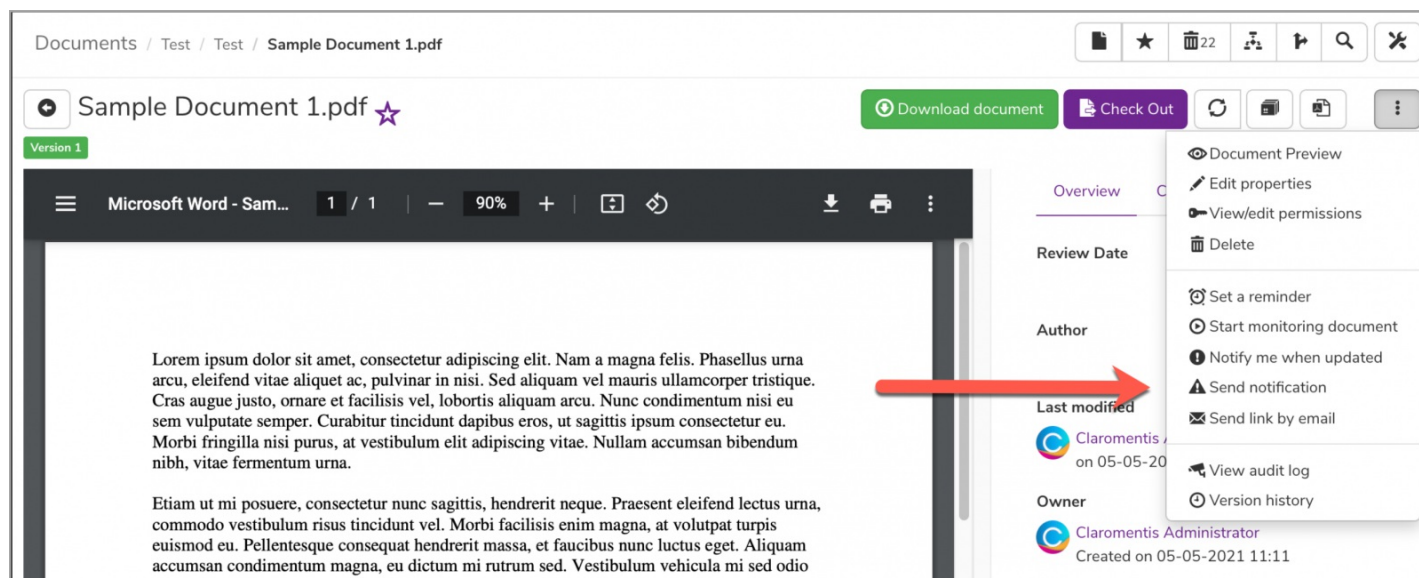 Documents / Test / Test / Sample Document 1.pdf
22
Sample Document 1.pdf
Download document
Check Out
Version 1
Document Preview
Edit properties
View/edit permissions
Delete
Set a reminder
Start monitoring document
Notify me when updated
Send notification
Send link by email
View audit log
Version history
Microsoft Word - Sam... 1 / 1 90%
Overview C
Review Date
Author
Last modified
Claromentis
on 05-05-20
Owner
Claromentis Administrator
Created on 05-05-2021 11:11
Lorem ipsum dolor sit amet, consectetur adipiscing elit. Nam a magna felis. Phasellus urna
arcu, eleifend vitae aliquet ac, pulvinar in nisi. Sed aliquam vel mauris ullamcorper tristique.
Cras augue justo, ornare et facilisis vel, lobortis aliquam arcu. Nunc condimentum nisi eu
sem vulputate semper. Curabitur tincidunt dapibus eros, ut sagittis ipsum consectetur eu.
Morbi fringilla nisi purus, at vestibulum elit adipiscing vitae. Nullam accumsan bibendum
nibh, vitae fermentum urna.
Etiam ut mi posuere, consectetur nunc sagittis, hendrerit neque. Praesent eleifend lectus urna,
commodo vestibulum risus tincidunt vel. Morbi facilisis enim magna, at volutpat turpis
euismod eu. Pellentesque consequat hendrerit massa, et faucibus nunc luctus eget. Aliquam
accumsan condimentum magna, eu dictum mi rutrum sed. Vestibulum vehicula mi sed odio